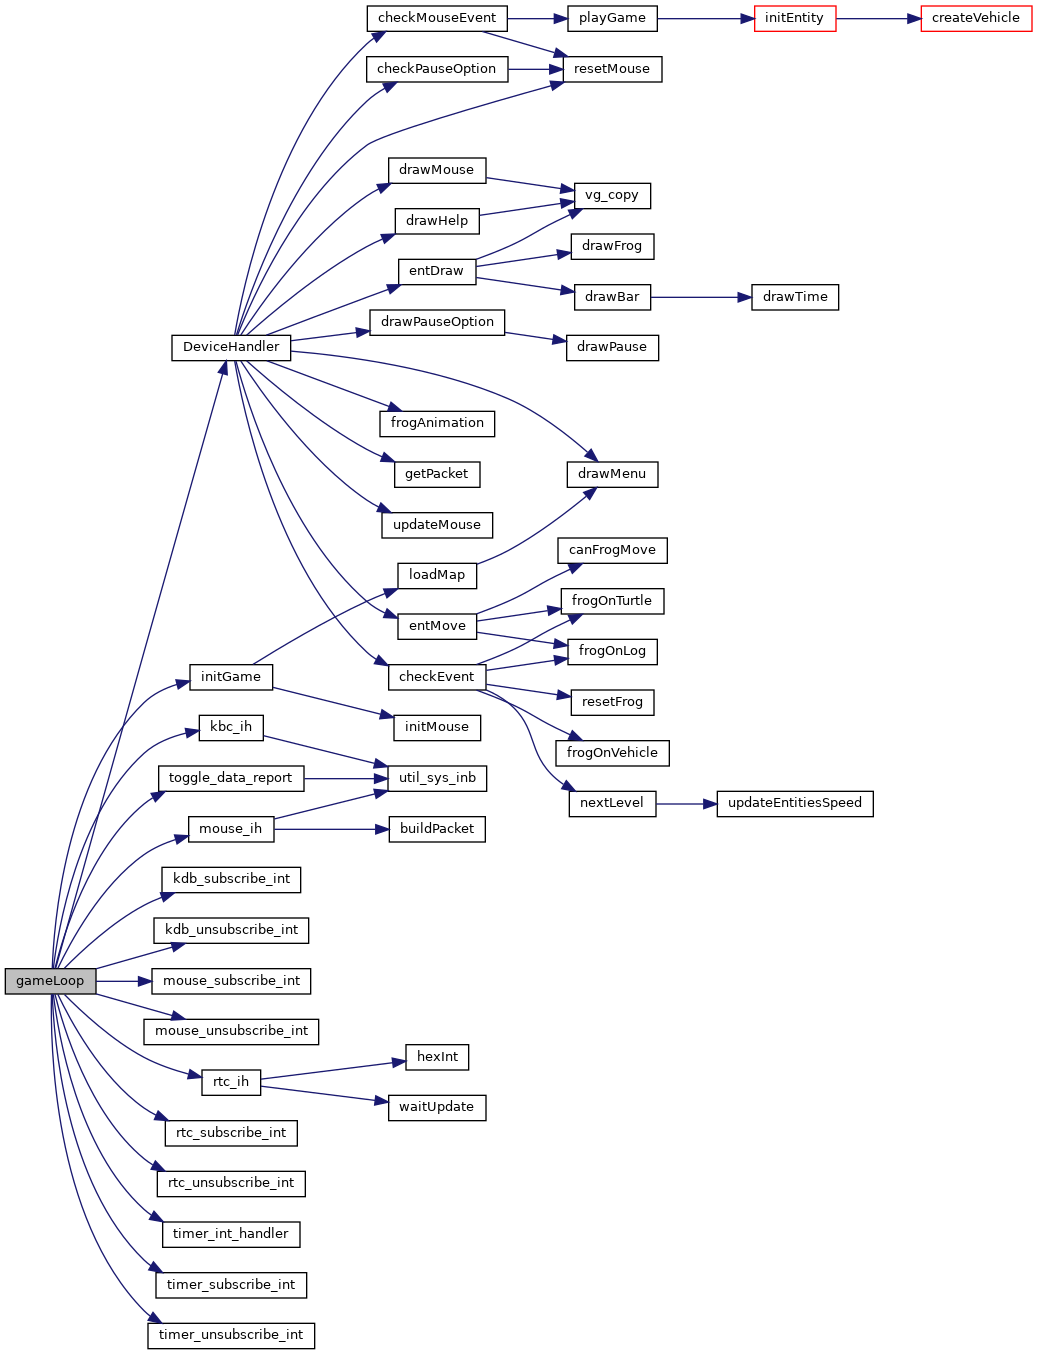 checkMouseEvent
playGame
initEntity
createVehicle
checkPauseOption
resetMouse
drawMouse
vg_copy
drawHelp
drawFrog
entDraw
drawBar
drawTime
drawPauseOption
DeviceHandler
drawPause
frogAnimation
getPacket
drawMenu
updateMouse
canFrogMove
loadMap
frogOnTurtle
entMove
frogOnLog
initGame
checkEvent
resetFrog
kbc_ih
initMouse
frogOnVehicle
toggle_data_report
util_sys_inb
nextLevel
updateEntitiesSpeed
mouse_ih
buildPacket
kdb_subscribe_int
kdb_unsubscribe_int
gameLoop
mouse_subscribe_int
mouse_unsubscribe_int
hexInt
rtc_ih
waitUpdate
rtc_subscribe_int
rtc_unsubscribe_int
timer_int_handler
timer_subscribe_int
timer_unsubscribe_int